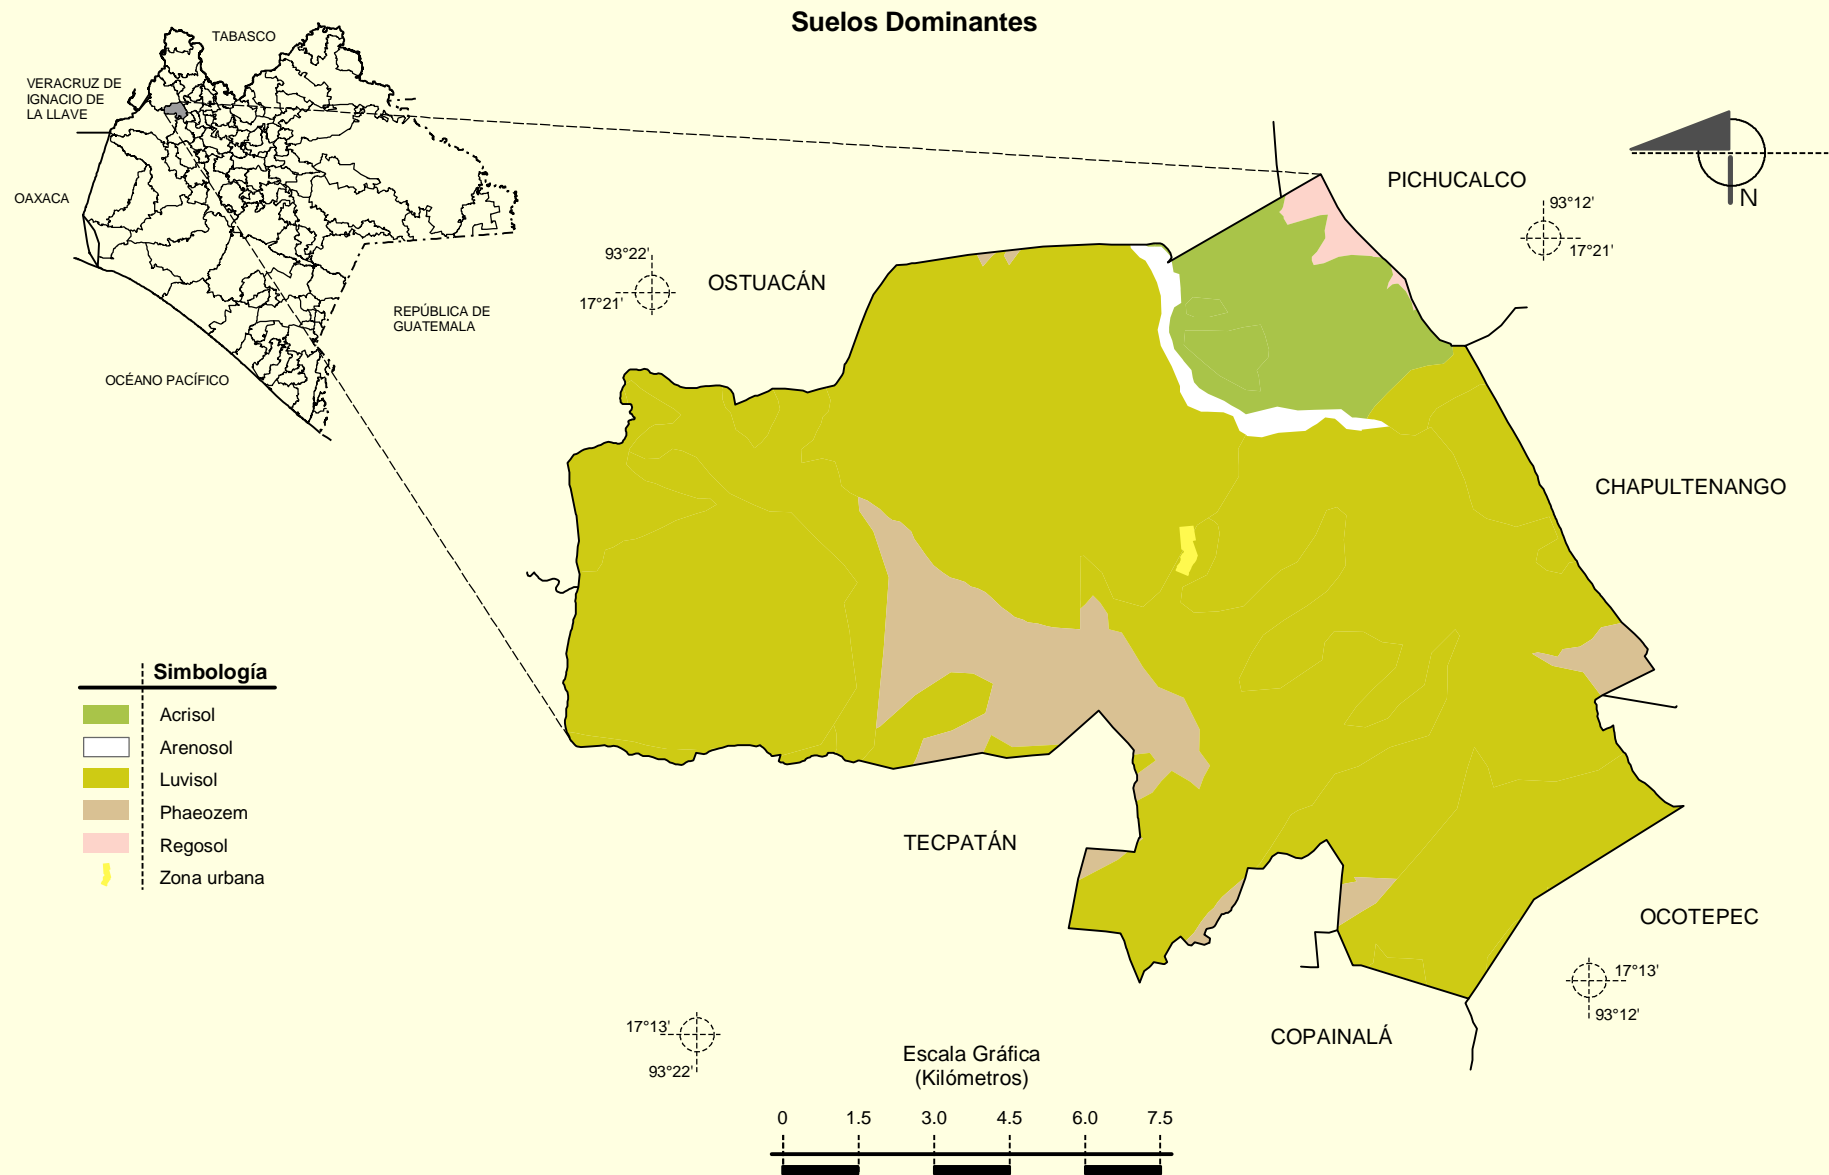 Suelos Dominantes
TABASCO
VERACRUZ DE
IGNACIO DE
LA LLAVE
OAXACA
REPÚBLICA DE
GUATEMALA
OCÉANO PACÍFICO
PICHUCALCO
N
93°12'
17°21'
93°22'
17°21'
OSTUACÁN
CHAPULTENANGO
Simbología
Acrisol
Arenosol
Luvisol
Phaeozem
Regosol
Zona urbana
TECPATÁN
OCOTEPEC
17°13'
93°12'
17°13'
93°22'
COPAINALÁ
Escala Gráfica
(Kilómetros)
0 1.5 3.0 4.5 6.0 7.5